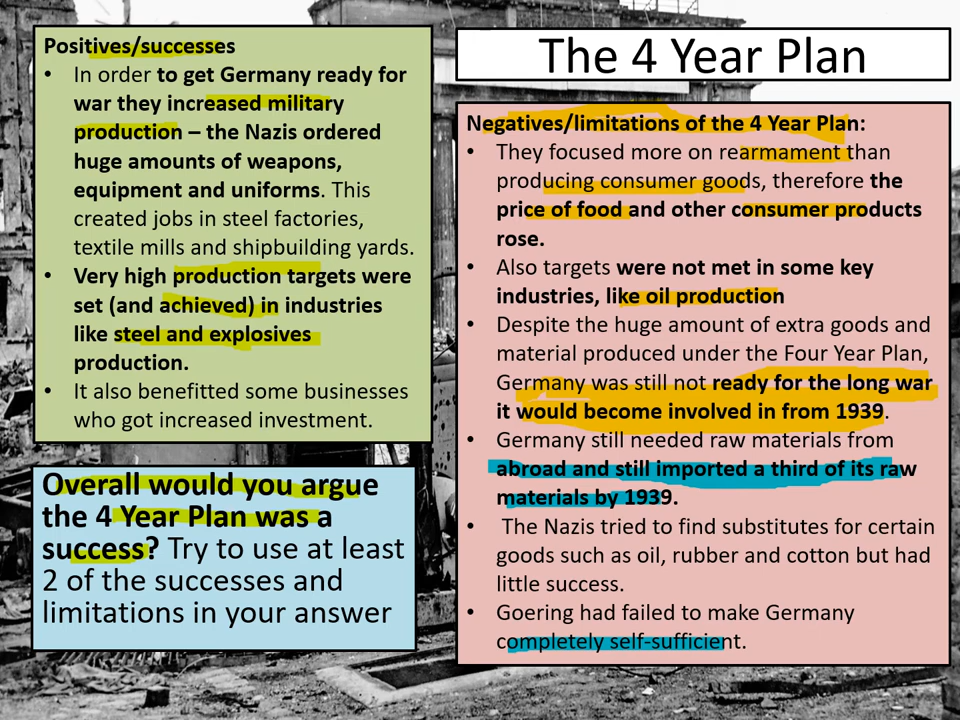 Positives/successes
• In order to get Germany ready for
war they increased military
production – the Nazis ordered
huge amounts of weapons,
equipment and uniforms. This
created jobs in steel factories,
textile mills and shipbuilding yards.
• Very high production targets were
set (and achieved) in industries
like steel and explosives
production.
• It also benefitted some businesses
who got increased investment.
Overall would you argue
the 4 Year Plan was a
success? Try to use at least
2 of the successes and
limitations in your answer
The 4 Year Plan
Negatives/limitations of the 4 Year Plan:
• They focused more on rearmament than
producing consumer goods, therefore the
price of food and other consumer products
rose.
• Also targets were not met in some key
industries, like oil production
• Despite the huge amount of extra goods and
material produced under the Four Year Plan,
Germany was still not ready for the long war
it would become involved in from 1939.
• Germany still needed raw materials from
abroad and still imported a third of its raw
materials by 1939.
• The Nazis tried to find substitutes for certain
goods such as oil, rubber and cotton but had
little success.
• Goering had failed to make Germany
completely self-sufficient.